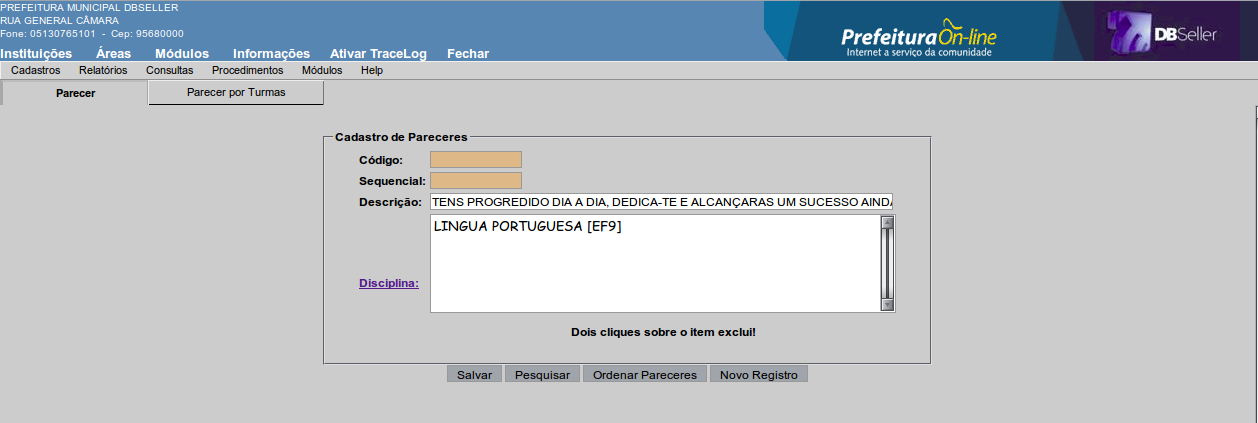 PREFEITURA MUNICIPAL DBSELLER
RUA GENERAL CÂMARA
Fone: 05130765101 - Cep: 95680000
PrefeituraOn-line
Internet a serviço da comunidade
DBSeller
Instituições Áreas Módulos Informações Ativar TraceLog Fechar
Cadastros Relatórios Consultas Procedimentos Módulos Help
Parecer Parecer por Turmas
Cadastro de Pareceres
Código:
Sequencial:
Descrição: TENS PROGREDIDO DIA A DIA, DEDICA-TE E ALCANÇARAS UM SUCESSO AINDA
LINGUA PORTUGUESA [EF9]
Disciplina:
Dois cliques sobre o item exclui!
Salvar Pesquisar Ordenar Pareceres Novo Registro